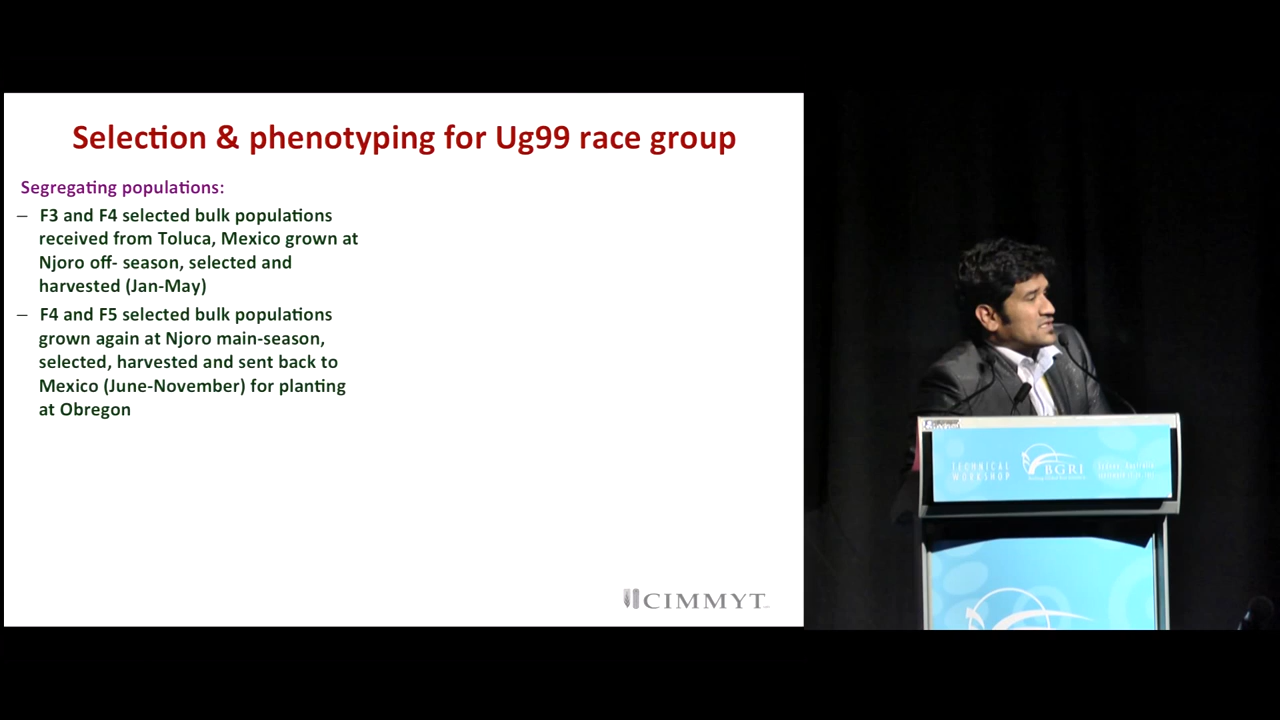 Selection & phenotyping for Ug99 race group
Segregating populations:
– F3 and F4 selected bulk populations
received from Toluca, Mexico grown at
Njoro off- season, selected and
harvested (Jan-May)
– F4 and F5 selected bulk populations
grown again at Njoro main-season,
selected, harvested and sent back to
Mexico (June-November) for planting
at Obregon
CIMMYT
TECHNICAL
WORKSHOP
BGRI